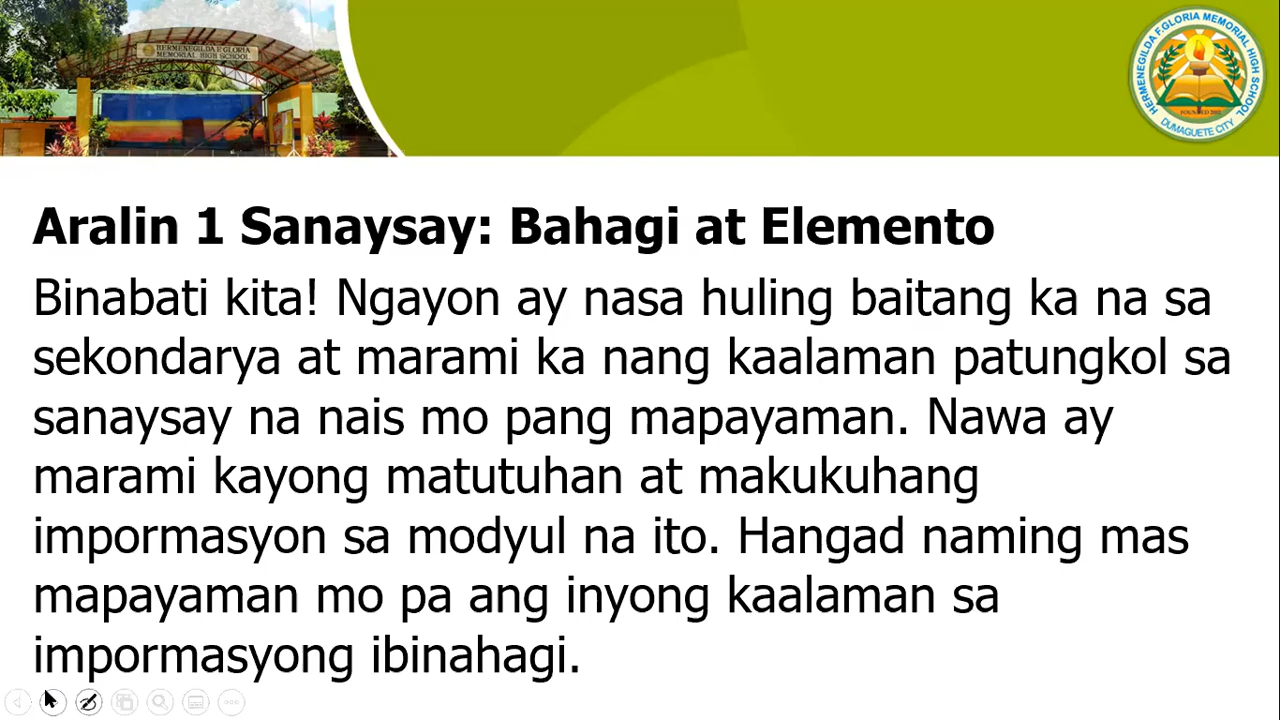 HERMENEGILDA F. GLORIA
MEMORIAL HIGH SCHOOL
HERMENEGILDA F. GLORIA MEMORIAL HIGH SCHOOL
DUMAGUETE CITY
Aralin 1 Sanaysay: Bahagi at Elemento
Binabati kita! Ngayon ay nasa huling baitang ka na sa
sekondarya at marami ka nang kaalaman patungkol sa
sanaysay na nais mo pang mapayaman. Nawa ay
marami kayong matutuhan at makukuhang
impormasyon sa modyul na ito. Hangad naming mas
mapayaman mo pa ang inyong kaalaman sa
impormasyong ibinahagi.